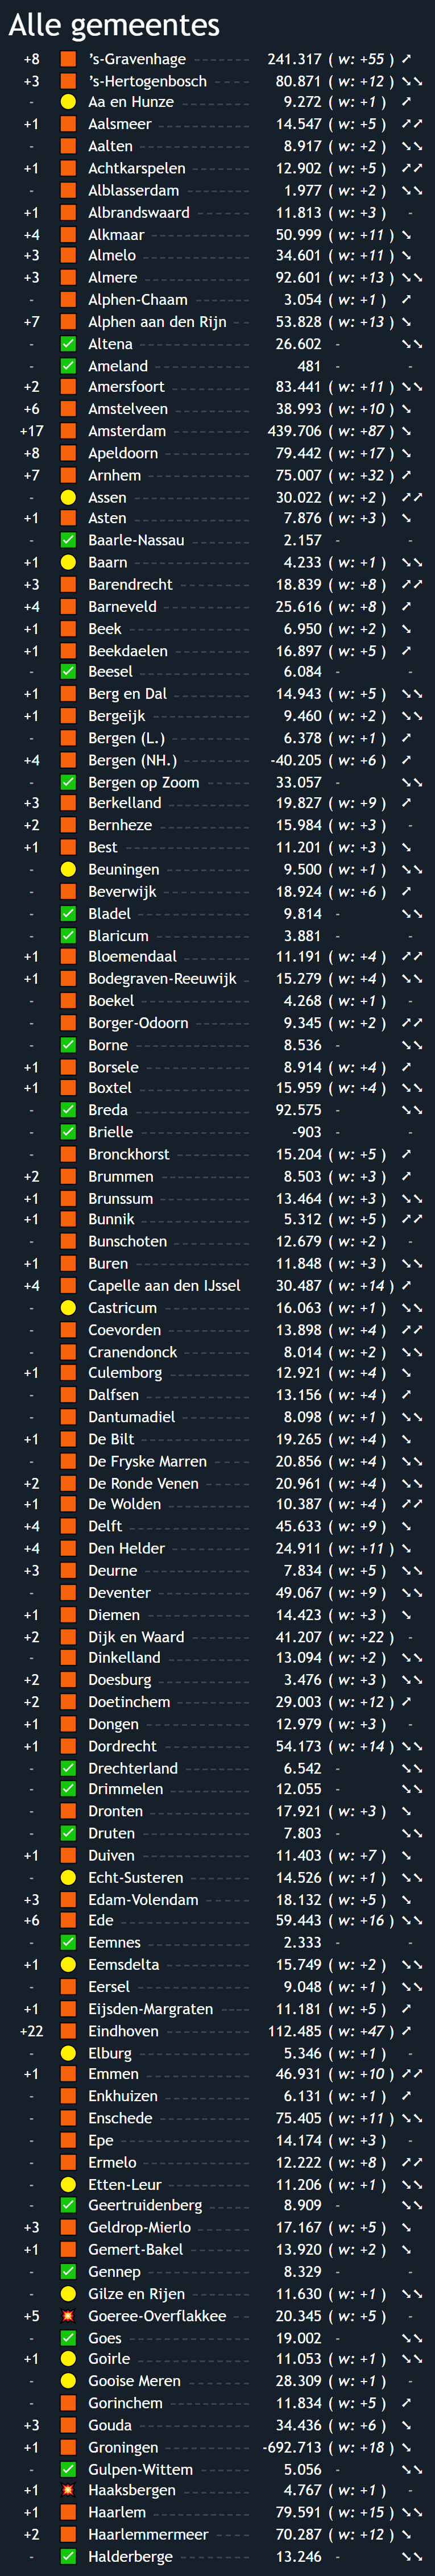 Alle gemeentes
+8 's-Gravenhage 241.317 ( w: +55 ) ➚
+3 's-Hertogenbosch 80.871 ( w: +12 ) ➘➘
- Aa en Hunze 9.272 ( w: +1 ) ➚
+1 Aalsmeer 14.547 ( w: +5 ) ➚➚
- Aalten 8.917 ( w: +2 ) ➘➘
+1 Achtkarspelen 12.902 ( w: +5 ) ➚➚
- Alblasserdam 1.977 ( w: +2 ) ➘➘
+1 Albrandswaard 11.813 ( w: +3 ) -
+4 Alkmaar 50.999 ( w: +11 ) ➘
+3 Almelo 34.601 ( w: +11 ) ➘
+3 Almere 92.601 ( w: +13 ) ➘➘
- Alphen-Chaam 3.054 ( w: +1 ) ➚
+7 Alphen aan den Rijn 53.828 ( w: +13 ) ➘
- Altena 26.602 - ➘➘
- Ameland 481 - -
+2 Amersfoort 83.441 ( w: +11 ) ➘➘
+6 Amstelveen 38.993 ( w: +10 ) ➘
+17 Amsterdam 439.706 ( w: +87 ) ➘
+8 Apeldoorn 79.442 ( w: +17 ) ➘
+7 Arnhem 75.007 ( w: +32 ) ➚
- Assen 30.022 ( w: +2 ) ➚➚
+1 Asten 7.876 ( w: +3 ) ➘
- Baarle-Nassau 2.157 - -
+1 Baarn 4.233 ( w: +1 ) ➘➘
+3 Barendrecht 18.839 ( w: +8 ) ➚➚
+4 Barneveld 25.616 ( w: +8 ) ➚
+1 Beek 6.950 ( w: +2 ) ➘
+1 Beekdaelen 16.897 ( w: +5 ) ➚
- Beesel 6.084 - -
+1 Berg en Dal 14.943 ( w: +5 ) ➘➘
+1 Bergeijk 9.460 ( w: +2 ) ➘➘
- Bergen (L.) 6.378 ( w: +1 ) ➚
+4 Bergen (NH.) -40.205 ( w: +6 ) ➚
- Bergen op Zoom 33.057 - ➘➘
+3 Berkelland 19.827 ( w: +9 ) ➚
+2 Bernheze 15.984 ( w: +3 ) -
+1 Best 11.201 ( w: +3 ) ➘
- Beuningen 9.500 ( w: +1 ) ➘➘
- Beverwijk 18.924 ( w: +6 ) ➚
- Bladel 9.814 - ➘➘
- Blaricum 3.881 - -
+1 Bloemendaal 11.191 ( w: +4 ) ➚➚
+1 Bodegraven-Reeuwijk 15.279 ( w: +4 ) ➘➘
- Boekel 4.268 ( w: +1 ) -
- Borger-Odoorn 9.345 ( w: +2 ) ➚➚
- Borne 8.536 - ➘➘
+1 Borsele 8.914 ( w: +4 ) ➚
+1 Boxtel 15.959 ( w: +4 ) ➘➘
- Breda 92.575 - ➘➘
- Brielle -903 - -
- Bronckhorst 15.204 ( w: +5 ) ➚
+2 Brummen 8.503 ( w: +3 ) ➚
+1 Brunssum 13.464 ( w: +3 ) ➘➘
+1 Bunnik 5.312 ( w: +5 ) ➚➚
- Bunschoten 12.679 ( w: +2 ) -
+1 Buren 11.848 ( w: +3 ) ➘➘
+4 Capelle aan den IJssel 30.487 ( w: +14 ) ➚
- Castricum 16.063 ( w: +1 ) ➘➘
- Coevorden 13.898 ( w: +4 ) ➚➚
- Cranendonck 8.014 ( w: +2 ) ➘➘
+1 Culemborg 12.921 ( w: +4 ) ➘
- Dalfsen 13.156 ( w: +4 ) ➚
- Dantumadiel 8.098 ( w: +1 ) ➘➘
+1 De Bilt 19.265 ( w: +4 ) ➘
- De Fryske Marren 20.856 ( w: +4 ) ➘➘
+2 De Ronde Venen 20.961 ( w: +4 ) ➘➘
+1 De Wolden 10.387 ( w: +4 ) ➚➚
+4 Delft 45.633 ( w: +9 ) ➘
+4 Den Helder 24.911 ( w: +11 ) ➘
+3 Deurne 7.834 ( w: +5 ) ➘➘
- Deventer 49.067 ( w: +9 ) ➘➘
+1 Diemen 14.423 ( w: +3 ) ➘
+2 Dijk en Waard 41.207 ( w: +22 ) -
- Dinkelland 13.094 ( w: +2 ) ➘➘
+2 Doesburg 3.476 ( w: +3 ) ➘➘
+2 Doetinchem 29.003 ( w: +12 ) ➚
+1 Dongen 12.979 ( w: +3 ) -
+1 Dordrecht 54.173 ( w: +14 ) ➘➘
- Drechterland 6.542 - ➘➘
- Drimmelen 12.055 - ➘➘
- Dronten 17.921 ( w: +3 ) ➘
- Druten 7.803 - ➘➘
+1 Duiven 11.403 ( w: +7 ) ➘
- Echt-Susteren 14.526 ( w: +1 ) ➘➘
+3 Edam-Volendam 18.132 ( w: +5 ) ➘
+6 Ede 59.443 ( w: +16 ) ➘➘
- Eemnes 2.333 - ➘
+1 Eemsdelta 15.749 ( w: +2 ) ➘➘
- Eersel 9.048 ( w: +1 ) ➘➘
+1 Eijsden-Margraten 11.181 ( w: +5 ) ➚
+22 Eindhoven 112.485 ( w: +47 ) ➚
- Elburg 5.346 ( w: +1 ) -
+1 Emmen 46.931 ( w: +10 ) ➚➚
- Enkhuizen 6.131 ( w: +1 ) ➚
- Enschede 75.405 ( w: +11 ) ➘➘
- Epe 14.174 ( w: +3 ) -
- Ermelo 12.222 ( w: +8 ) ➚➚
- Etten-Leur 11.206 ( w: +1 ) ➘➘
- Geertruidenberg 8.909 - ➘➘
+3 Geldrop-Mierlo 17.167 ( w: +5 ) ➘
+1 Gemert-Bakel 13.920 ( w: +2 ) ➘
- Gennep 8.329 - -
- Gilze en Rijen 11.630 ( w: +1 ) ➘➘
+5 Goeree-Overflakkee 20.345 ( w: +5 ) -
- Goes 19.002 - ➘➘
+1 Goirle 11.053 ( w: +1 ) ➘➘
- Gooise Meren 28.309 ( w: +1 ) -
- Gorinchem 11.834 ( w: +5 ) ➚
+3 Gouda 34.436 ( w: +6 ) ➘
+1 Groningen -692.713 ( w: +18 ) ➘
- Gulpen-Wittem 5.056 - ➘➘
+1 Haaksbergen 4.767 ( w: +1 ) -
+1 Haarlem 79.591 ( w: +15 ) ➘➘
+2 Haarlemmermeer 70.287 ( w: +12 ) ➘
- Halderberge 13.246 - ➘➘